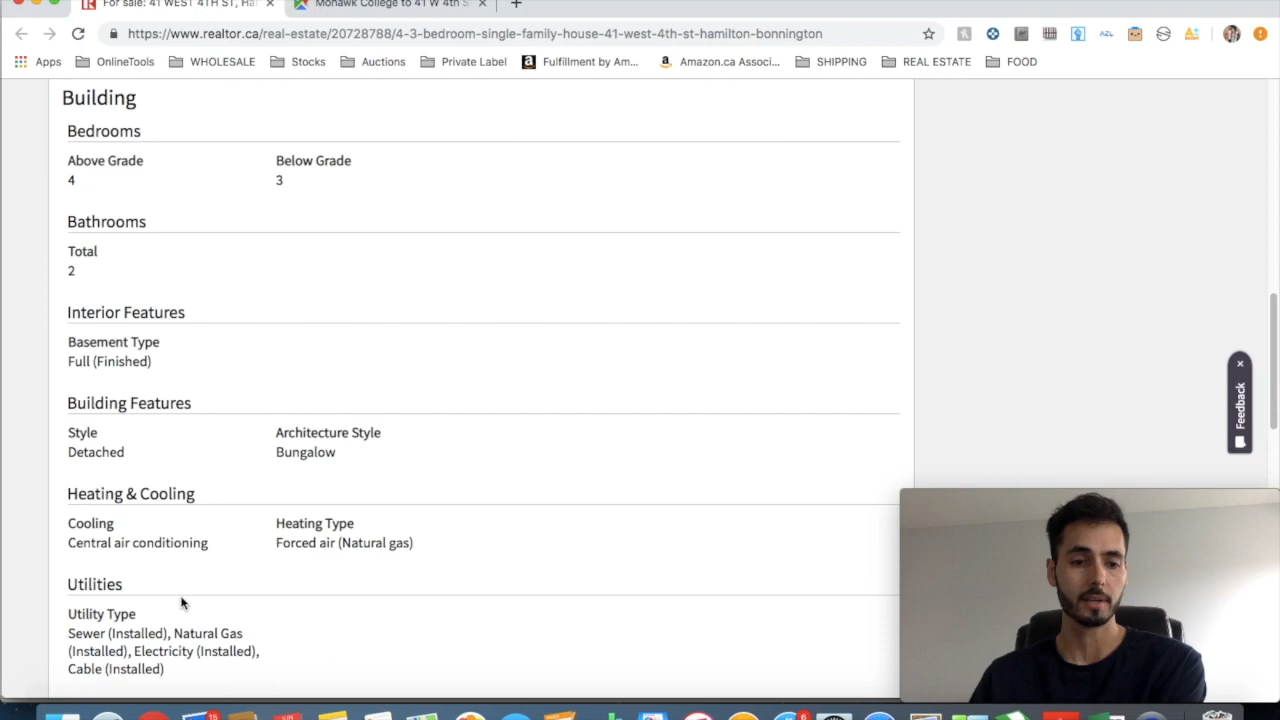 For sale: 41 WEST 4TH ST, Ha
Mohawk College to 41 W 4th S
https://www.realtor.ca/real-estate/20728788/4-3-bedroom-single-family-house-41-west-4th-st-hamilton-bonnington
Apps OnlineTools WHOLESALE Stocks Auctions Private Label Fulfillment by Am... Amazon.ca Associ... SHIPPING REAL ESTATE FOOD
Building
Bedrooms
Above Grade Below Grade
4 3
Bathrooms
Total
2
Interior Features
Basement Type
Full (Finished)
Building Features
Style Architecture Style
Detached Bungalow
Heating & Cooling
Cooling Heating Type
Central air conditioning Forced air (Natural gas)
Utilities
Utility Type
Sewer (Installed), Natural Gas
(Installed), Electricity (Installed),
Cable (Installed)
Feedback
15
6